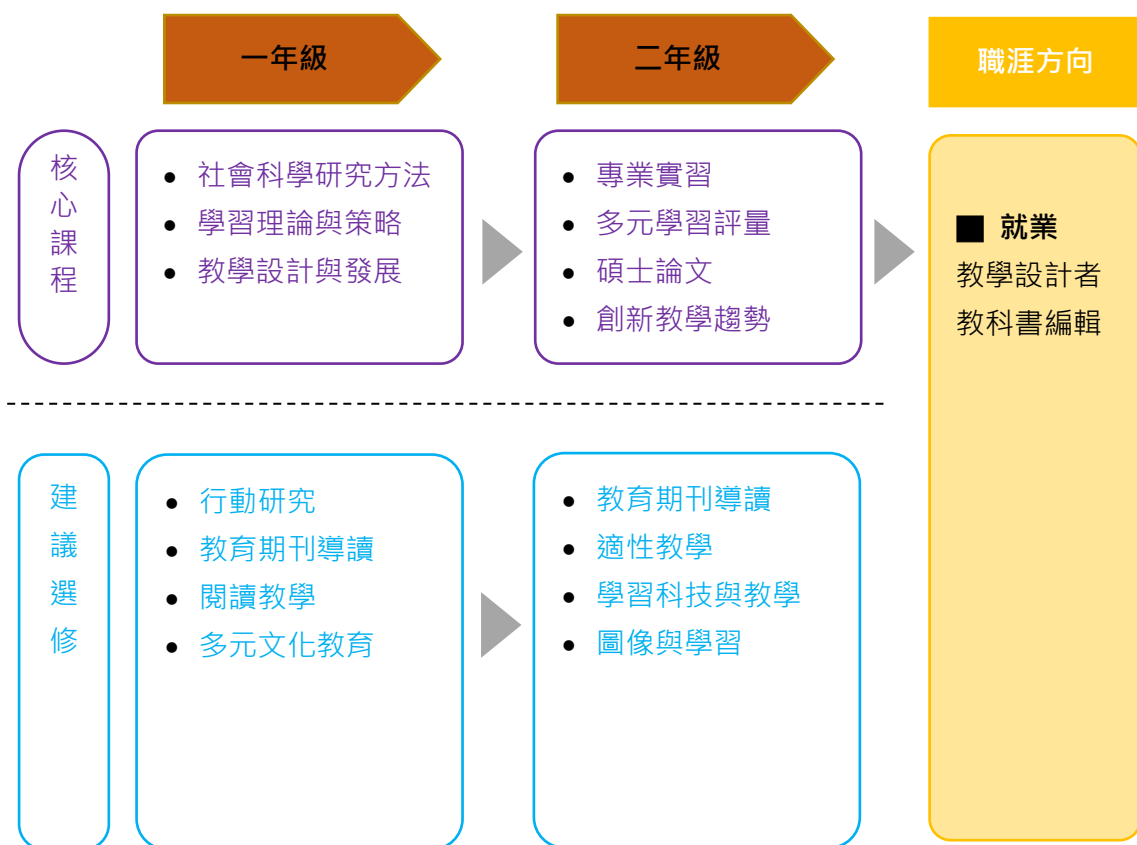 一年級
二年級
職涯方向
核心課程
• 社會科學研究方法
• 學習理論與策略
• 教學設計與發展
• 專業實習
• 多元學習評量
• 碩士論文
• 創新教學趨勢
■ 就業
教學設計者
教科書編輯
建議選修
• 行動研究
• 教育期刊導讀
• 閱讀教學
• 多元文化教育
• 教育期刊導讀
• 適性教學
• 學習科技與教學
• 圖像與學習